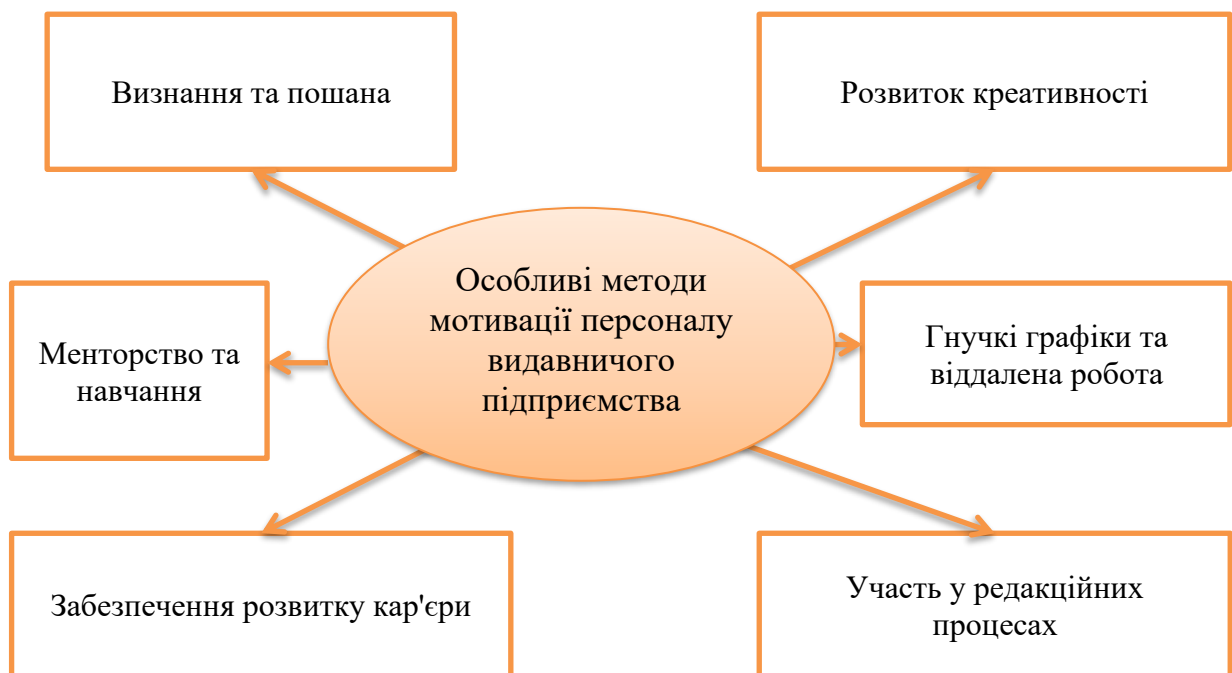 Визнання та пошана
Розвиток креативності
Особливі методи
мотивації персоналу
видавничого
підприємства
Менторство та
навчання
Гнучкі графіки та
віддалена робота
Забезпечення розвитку кар'єри
Участь у редакційних
процесах